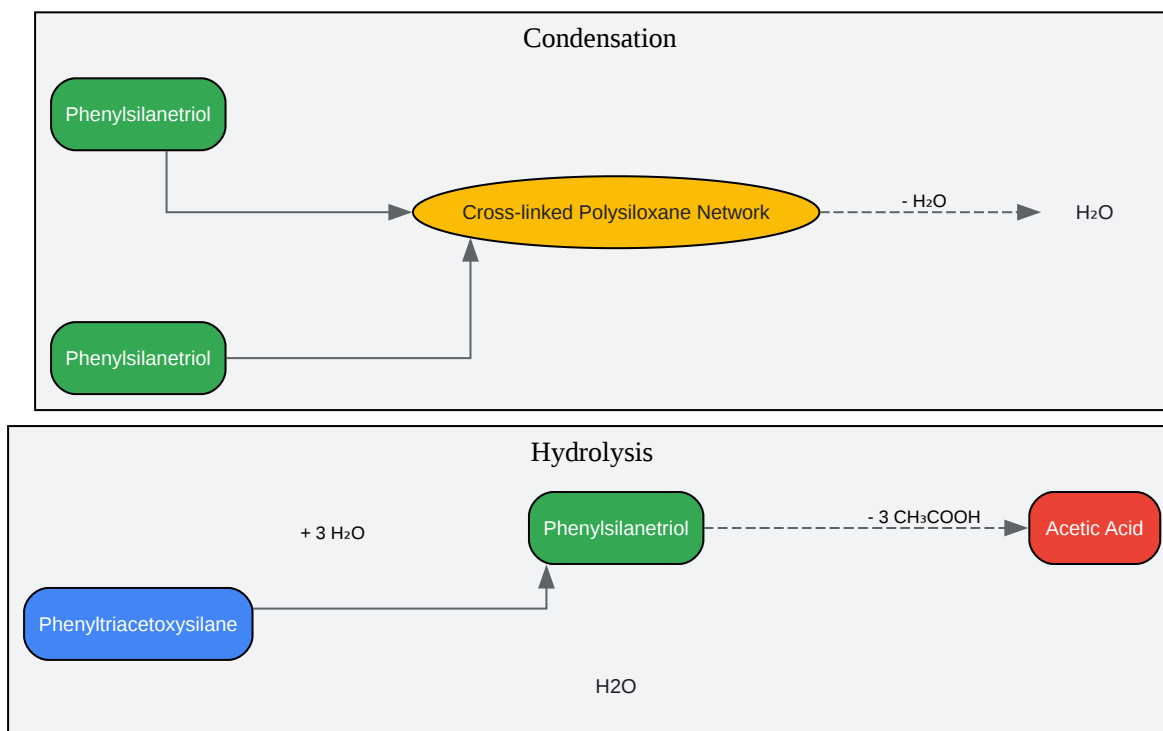 Condensation
Phenylsilanetriol
Cross-linked Polysiloxane Network
- H₂O
H₂O
Phenylsilanetriol
Hydrolysis
+ 3 H₂O
Phenylsilanetriol
- 3 CH₃COOH
Acetic Acid
Phenyltriacetoxysilane
H2O